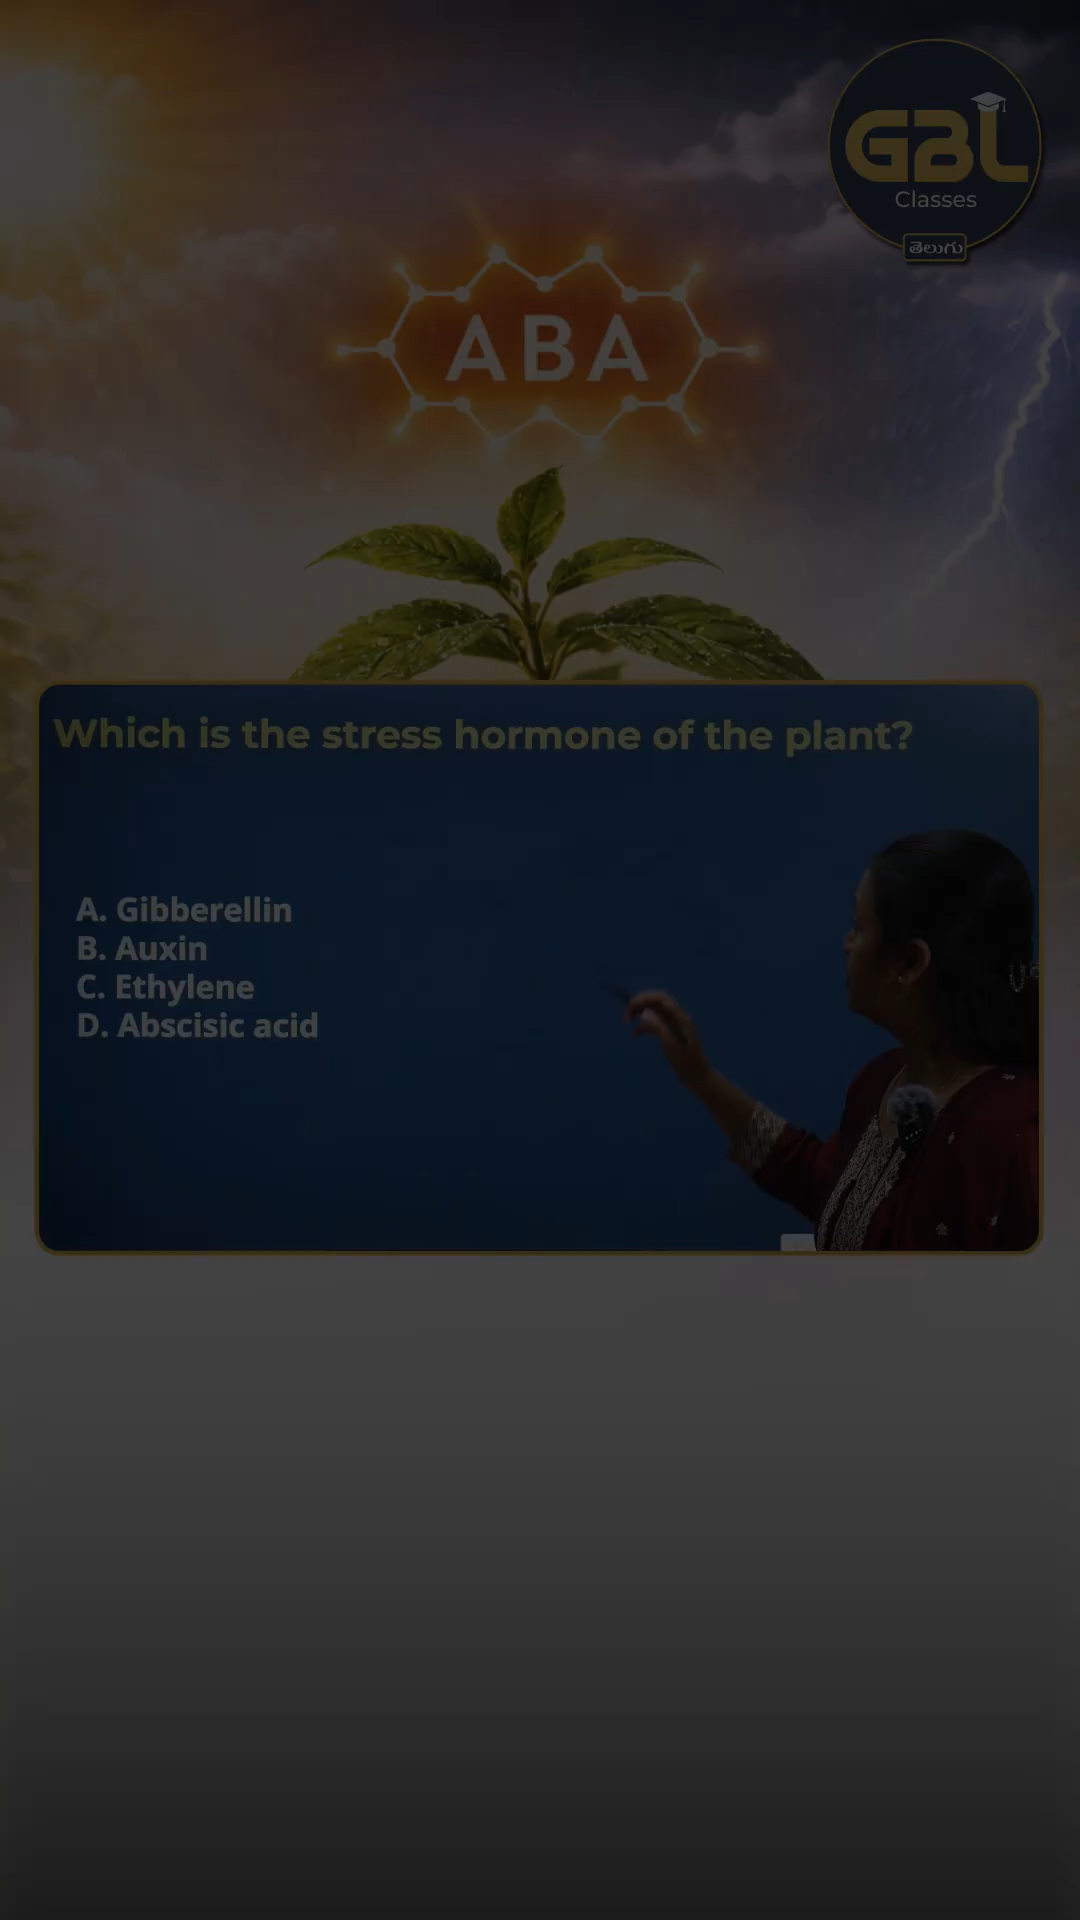 GBL
Classes
తెలుగు
ABA
Which is the stress hormone of the plant?
A. Gibberellin
B. Auxin
C. Ethylene
D. Abscisic acid